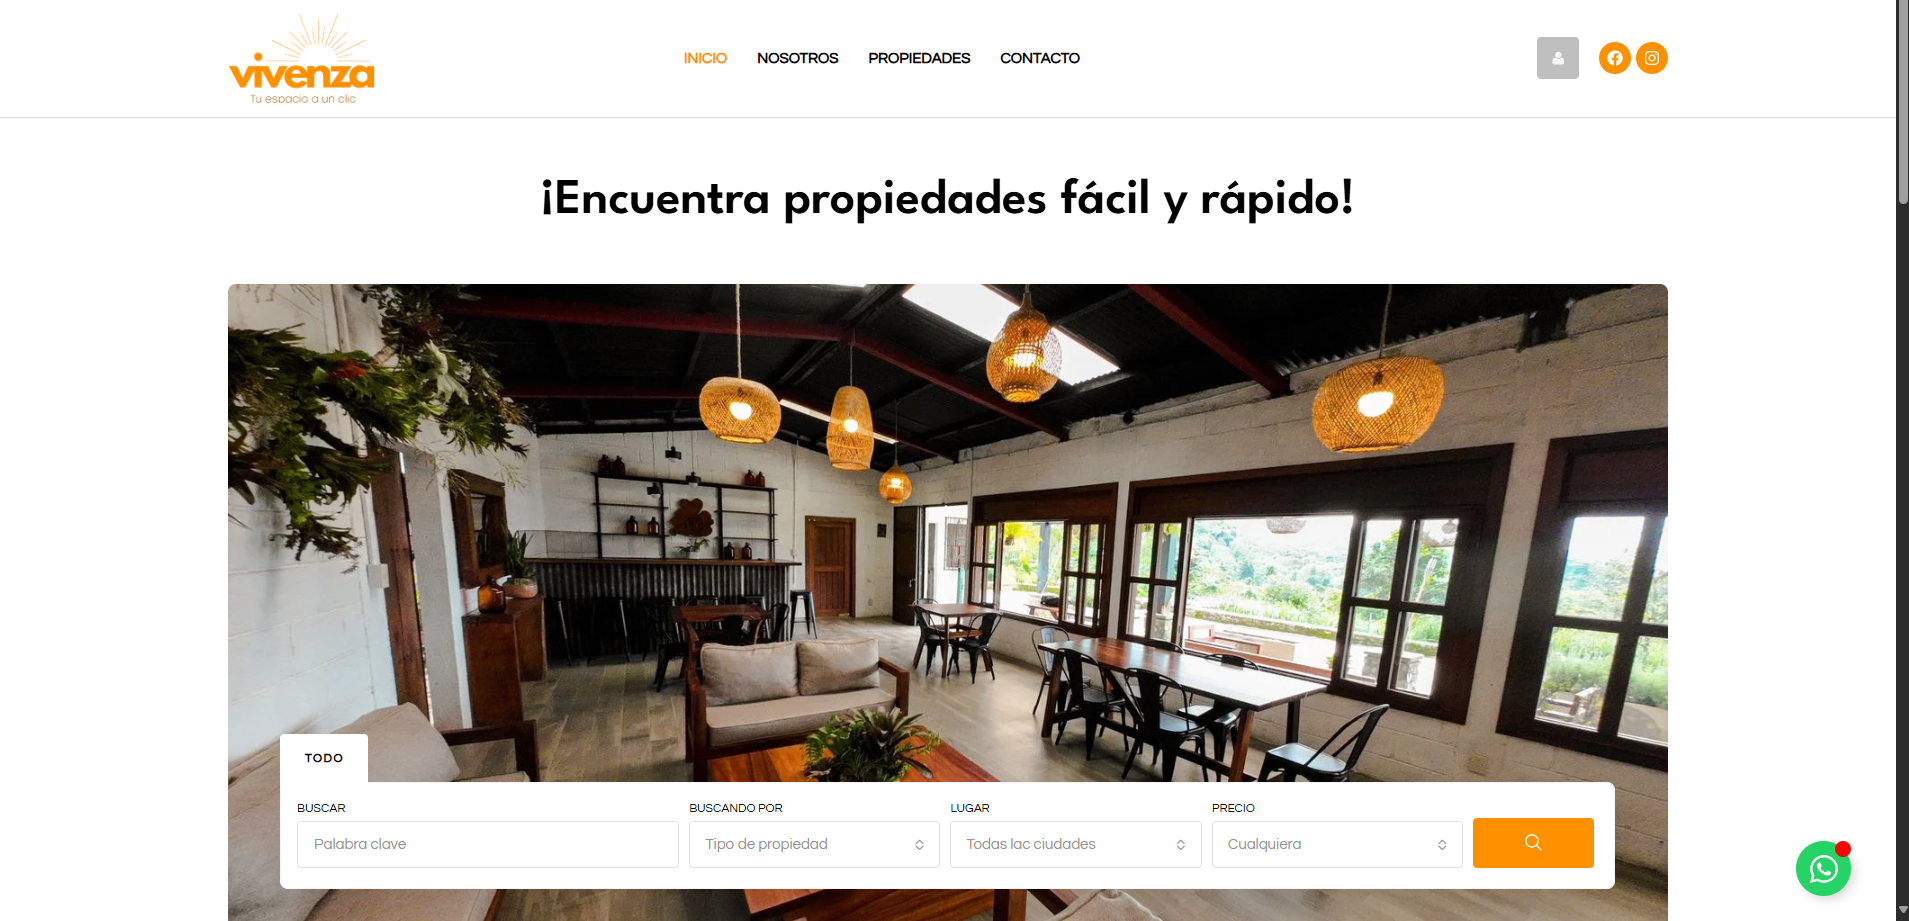 vivenza
Tu espacio a un clic
INICIO NOSOTROS PROPIEDADES CONTACTO
¡Encuentra propiedades fácil y rápido!
TODO
BUSCAR BUSCANDO POR LUGAR PRECIO
Palabra clave Tipo de propiedad Todas lac ciudades Cualquiera